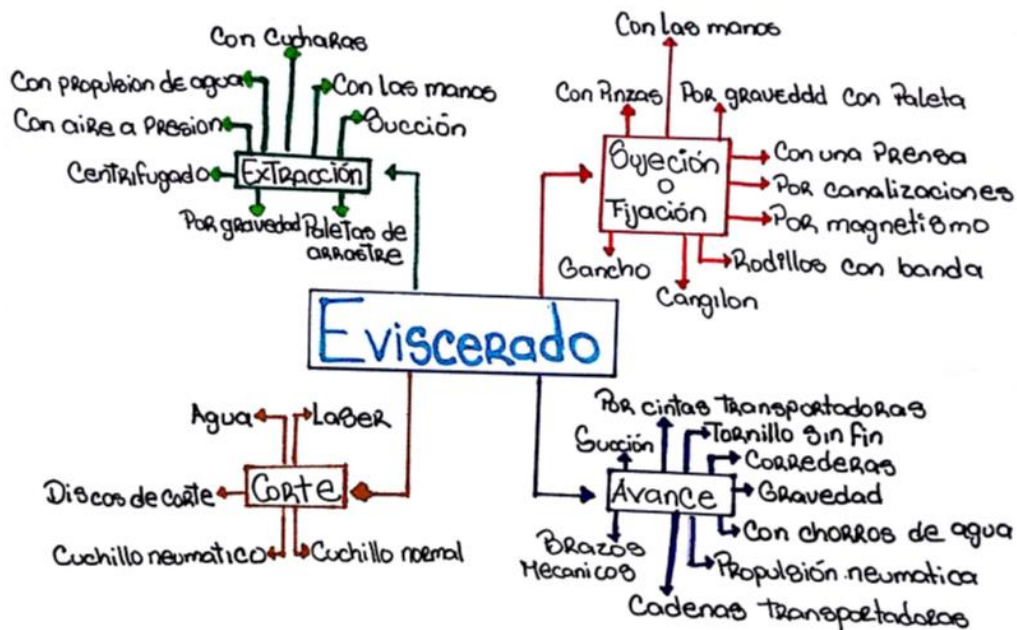 Con Cucharas
Con propulsion de agua
Con las manos
Con aire a Presion
Succión
Centrifugado
Extracción
Por gravedad
Paletas de
arrastre
Con las manos
Con Pinzas
Por graveddd con Paleta
Sujeción
o
Fijación
Con una Prensa
Por canalizaciones
Por magnetismo
Gancho
Rodillos con banda
Cangilon
Eviscerado
Agua
Laser
Discos de corte
Corte
Cuchillo neumatico
Cuchillo normal
Por cintas transportadoras
Succión
Tornillo sin fin
Correderas
Avance
Gravedad
Con chorros de agua
Brazos
Mecanicos
Propulsión neumatica
Cadenas transportadoras